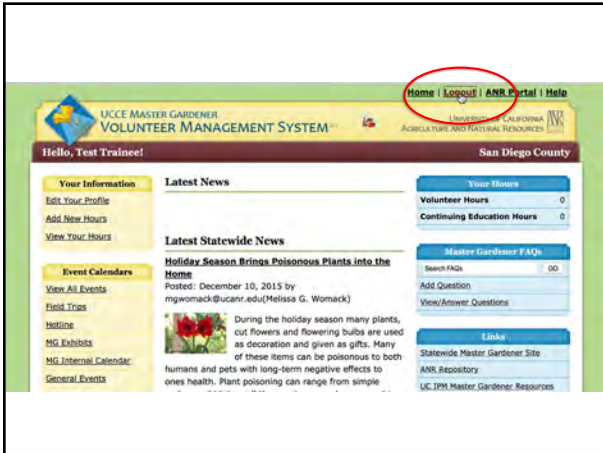 Home | Logout | ANR Portal | Help
UCCE MASTER GARDENER
VOLUNTEER MANAGEMENT SYSTEM
UNIVERSITY OF CALIFORNIA
AGRICULTURE AND NATURAL RESOURCES
Hello, Test Trainee!
San Diego County
Your Information
Edit Your Profile
Add New Hours
View Your Hours
Event Calendars
View All Events
Field Trips
Hotline
MG Exhibits
MG Internal Calendar
General Events
Latest News
Latest Statewide News
Holiday Season Brings Poisonous Plants into the
Home
Posted: December 10, 2015 by
mgwomack@ucanr.edu(Melissa G. Womack)
During the holiday season many plants,
cut flowers and flowering bulbs are used
as decoration and given as gifts. Many
of these items can be poisonous to both
humans and pets with long-term negative effects to
ones health. Plant poisoning can range from simple
Your Hours
Volunteer Hours 0
Continuing Education Hours 0
Master Gardener FAQs
Search FAQs GO
Add Question
View/Answer Questions
Links
Statewide Master Gardener Site
ANR Repository
UC IPM Master Gardener Resources